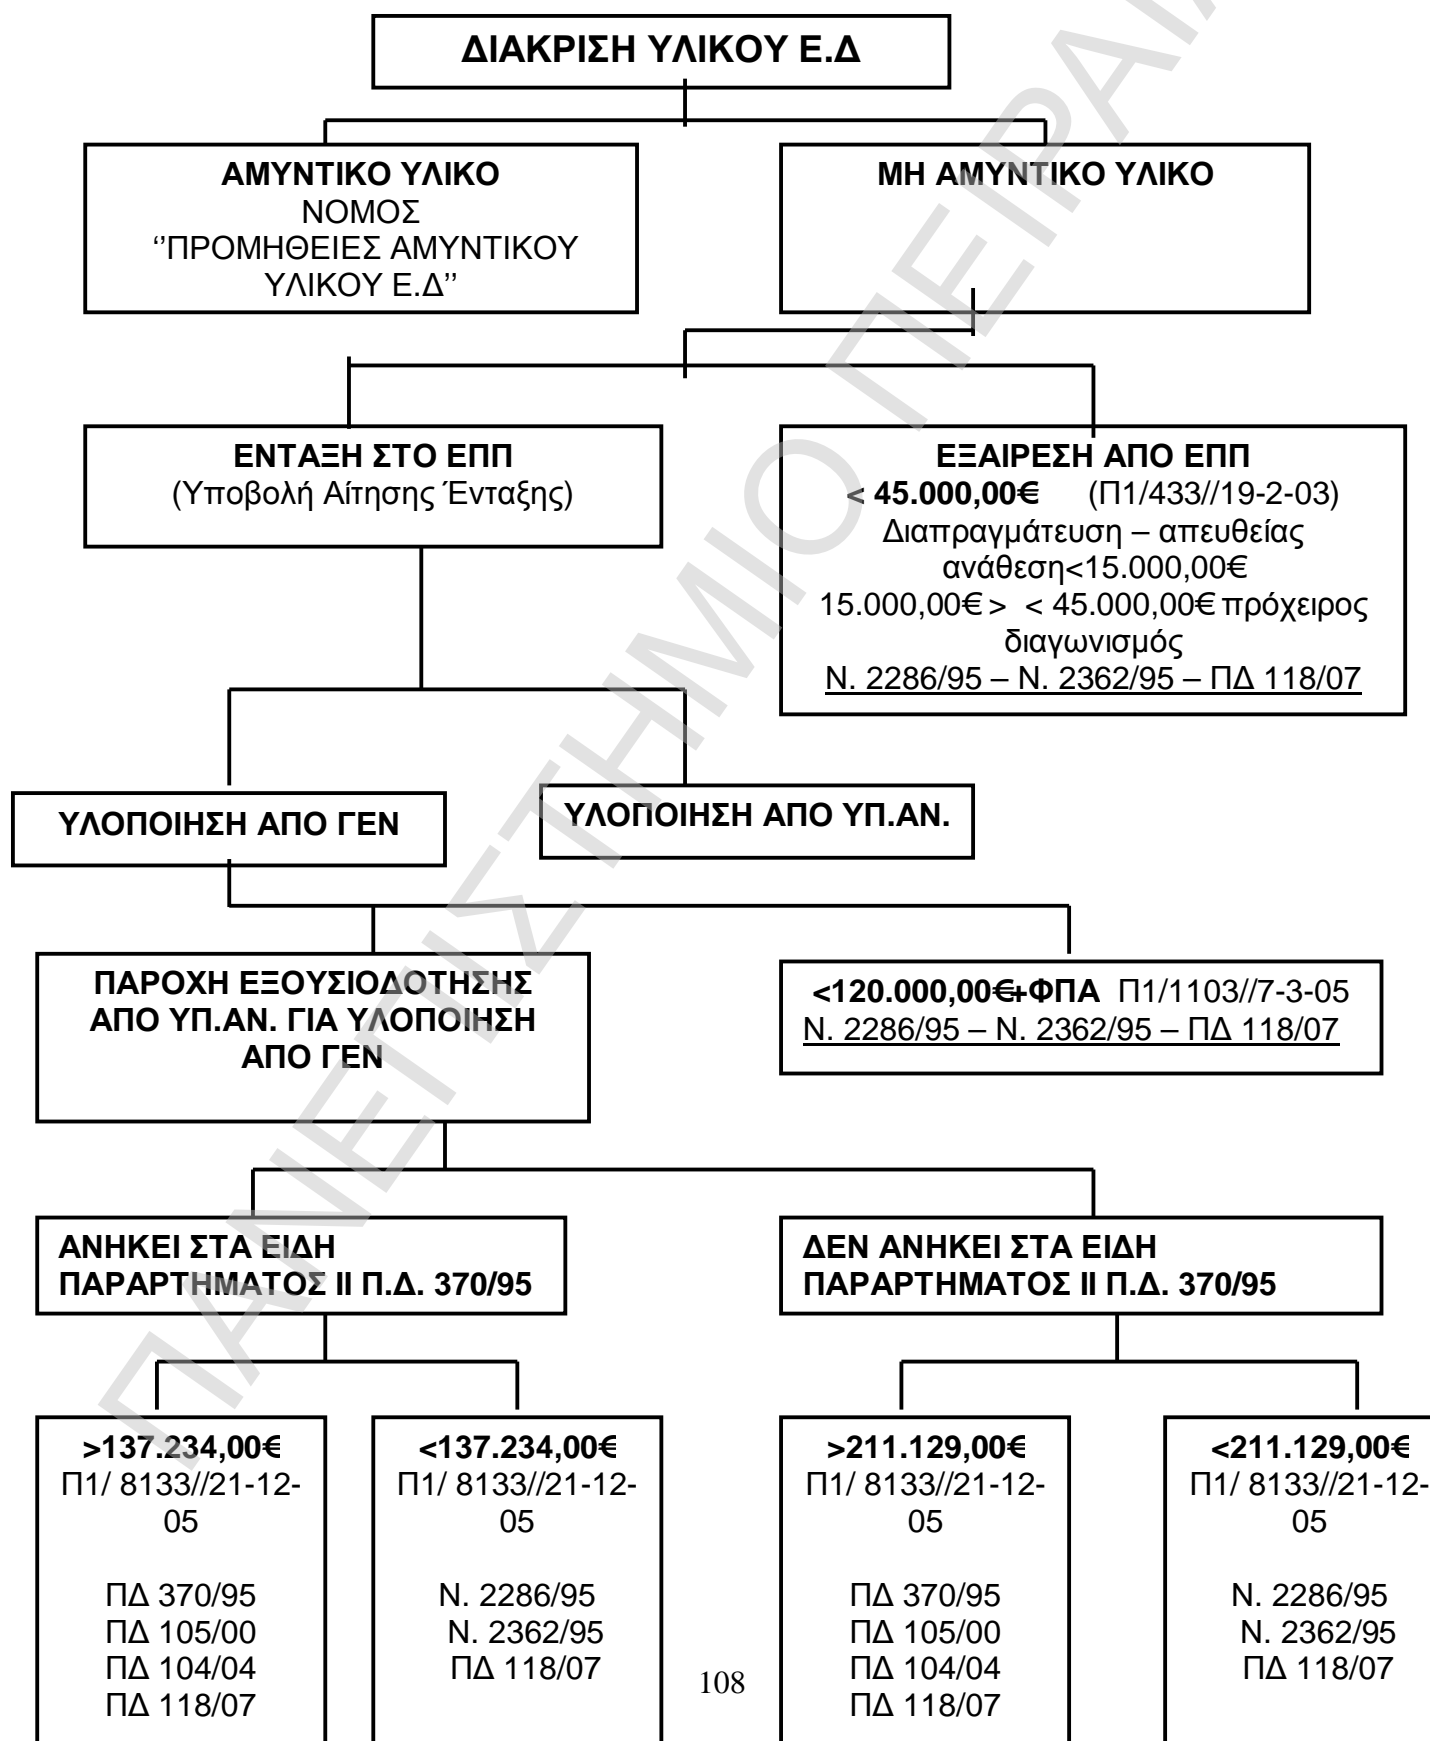 ΔΙΑΚΡΙΣΗ ΥΛΙΚΟΥ Ε.Δ
ΑΜΥΝΤΙΚΟ ΥΛΙΚΟ
ΝΟΜΟΣ
‘’ΠΡΟΜΗΘΕΙΕΣ ΑΜΥΝΤΙΚΟΥ
ΥΛΙΚΟΥ Ε.Δ’’
ΜΗ ΑΜΥΝΤΙΚΟ ΥΛΙΚΟ
ΕΝΤΑΞΗ ΣΤΟ ΕΠΠ
(Υποβολή Αίτησης Ένταξης)
ΕΞΑΙΡΕΣΗ ΑΠΟ ΕΠΠ
< 45.000,00€ (Π1/433//19-2-03)
Διαπραγμάτευση – απευθείας
ανάθεση<15.000,00€
15.000,00€ > < 45.000,00€ πρόχειρος
διαγωνισμός
Ν. 2286/95 – Ν. 2362/95 – ΠΔ 118/07
ΥΛΟΠΟΙΗΣΗ ΑΠΟ ΓΕΝ
ΥΛΟΠΟΙΗΣΗ ΑΠΟ ΥΠ.ΑΝ.
ΠΑΡΟΧΗ ΕΞΟΥΣΙΟΔΟΤΗΣΗΣ
ΑΠΟ ΥΠ.ΑΝ. ΓΙΑ ΥΛΟΠΟΙΗΣΗ
ΑΠΟ ΓΕΝ
<120.000,00€+ΦΠΑ Π1/1103//7-3-05
Ν. 2286/95 – Ν. 2362/95 – ΠΔ 118/07
ΑΝΗΚΕΙ ΣΤΑ ΕΙΔΗ
ΠΑΡΑΡΤΗΜΑΤΟΣ ΙΙ Π.Δ. 370/95
ΔΕΝ ΑΝΗΚΕΙ ΣΤΑ ΕΙΔΗ
ΠΑΡΑΡΤΗΜΑΤΟΣ ΙΙ Π.Δ. 370/95
>137.234,00€
Π1/ 8133//21-12-
05
ΠΔ 370/95
ΠΔ 105/00
ΠΔ 104/04
ΠΔ 118/07
<137.234,00€
Π1/ 8133//21-12-
05
Ν. 2286/95
Ν. 2362/95
ΠΔ 118/07
>211.129,00€
Π1/ 8133//21-12-
05
ΠΔ 370/95
ΠΔ 105/00
ΠΔ 104/04
ΠΔ 118/07
<211.129,00€
Π1/ 8133//21-12-
05
Ν. 2286/95
Ν. 2362/95
ΠΔ 118/07
108
ΠΑΝΕΠΙΣΤΗΜΙΟ ΠΕΙΡΑΙ